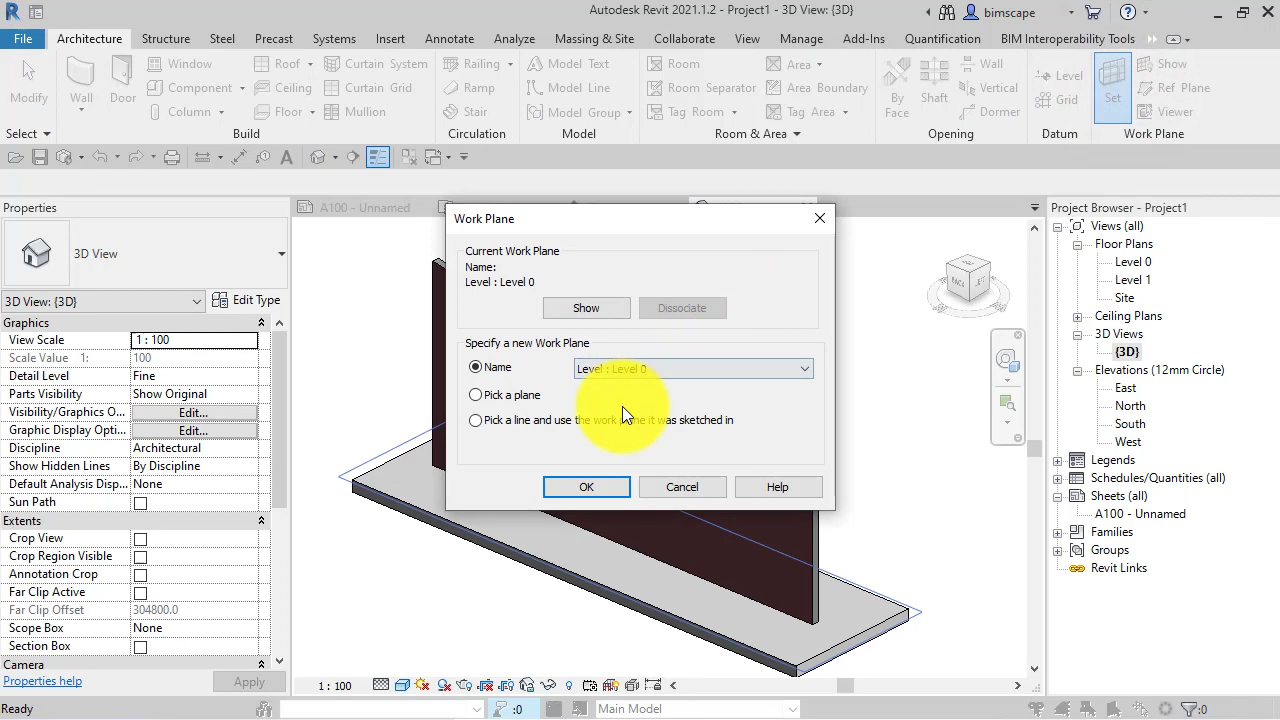 Autodesk Revit 2021.1.2 - Project1 - 3D View: {3D}
bimscape
File Architecture Structure Steel Precast Systems Insert Annotate Analyze Massing & Site Collaborate View Manage Add-Ins Quantification BIM Interoperability Tools
Modify
Wall
Door
Window
Component
Column
Roof
Ceiling
Floor
Curtain System
Curtain Grid
Mullion
Railing
Ramp
Stair
Model Text
Model Line
Model Group
Room
Room Separator
Tag Room
Area
Area Boundary
Tag Area
By
Face
Shaft
Wall
Vertical
Dormer
Level
Grid
Set
Show
Ref Plane
Viewer
Select Build Circulation Model Room & Area Opening Datum Work Plane
Properties
3D View
3D View: {3D} Edit Type
Graphics
View Scale 1 : 100
Scale Value 1: 100
Detail Level Fine
Parts Visibility Show Original
Visibility/Graphics O... Edit...
Graphic Display Opti... Edit...
Discipline Architectural
Show Hidden Lines By Discipline
Default Analysis Disp... None
Sun Path
Extents
Crop View
Crop Region Visible
Annotation Crop
Far Clip Active
Far Clip Offset 304800.0
Scope Box None
Section Box
Camera
Properties help Apply
A100 - Unnamed
Work Plane
Current Work Plane
Name:
Level : Level 0
Show Dissociate
Specify a new Work Plane
Name Level : Level 0
Pick a plane
Pick a line and use the work plane it was sketched in
OK Cancel Help
BACK LEFT
1 : 100
Project Browser - Project1
Views (all)
Floor Plans
Level 0
Level 1
Site
Ceiling Plans
3D Views
{3D}
Elevations (12mm Circle)
East
North
South
West
Legends
Schedules/Quantities (all)
Sheets (all)
A100 - Unnamed
Families
Groups
Revit Links
Ready :0 Main Model :0